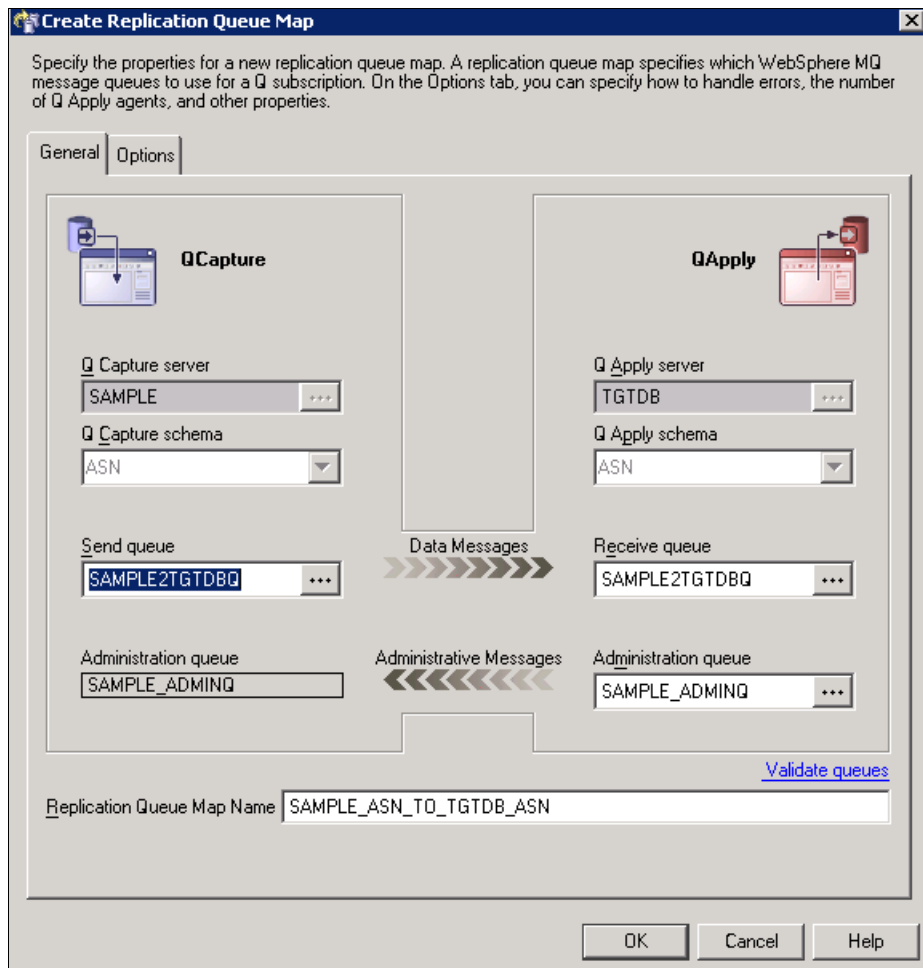 Create Replication Queue Map
Specify the properties for a new replication queue map. A replication queue map specifies which WebSphere MQ
message queues to use for a Q subscription. On the Options tab, you can specify how to handle errors, the number
of Q Apply agents, and other properties.
General
Options
QCapture
QApply
Q Capture server
Q Apply server
SAMPLE
...
TGTDB
...
Q Capture schema
Q Apply schema
ASN
ASN
Send queue
Data Messages
Receive queue
SAMPLE2TGTDBQ
...
SAMPLE2TGTDBQ
...
Administration queue
Administrative Messages
Administration queue
SAMPLE_ADMINQ
SAMPLE_ADMINQ
...
Validate queues
Replication Queue Map Name
SAMPLE_ASN_TO_TGTDB_ASN
OK
Cancel
Help